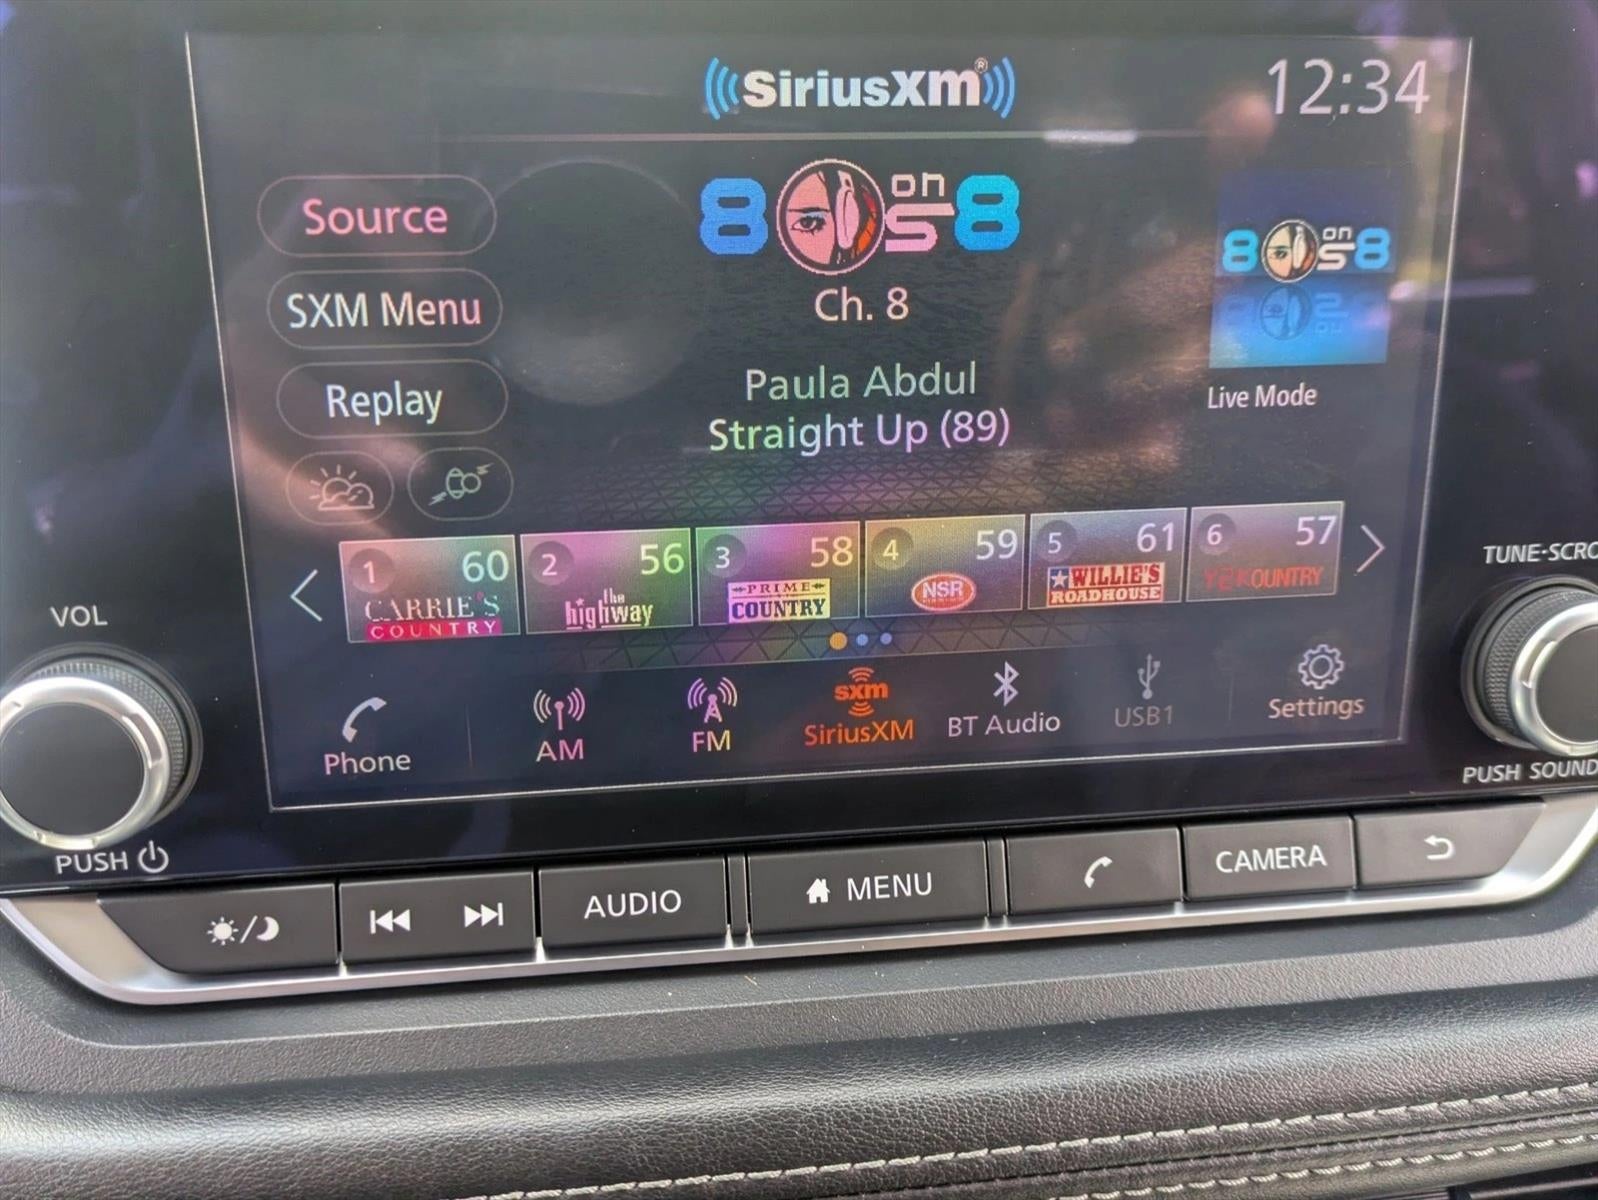 SiriusXM®
12:34
Source
80s on 8
80s on 8
SXM Menu
Ch. 8
Replay
Paula Abdul
Live Mode
Straight Up (89)
1 60
CARRIE'S
COUNTRY
2 56
the
highway
3 58
PRIME
COUNTRY
4 59
NSR
5 61
WILLIE'S
ROADHOUSE
6 57
Y2KOUNTRY
Phone
AM
FM
sxm
SiriusXM
BT Audio
USB1
Settings
VOL
PUSH
TUNE·SCRO
PUSH SOUND
AUDIO
MENU
CAMERA